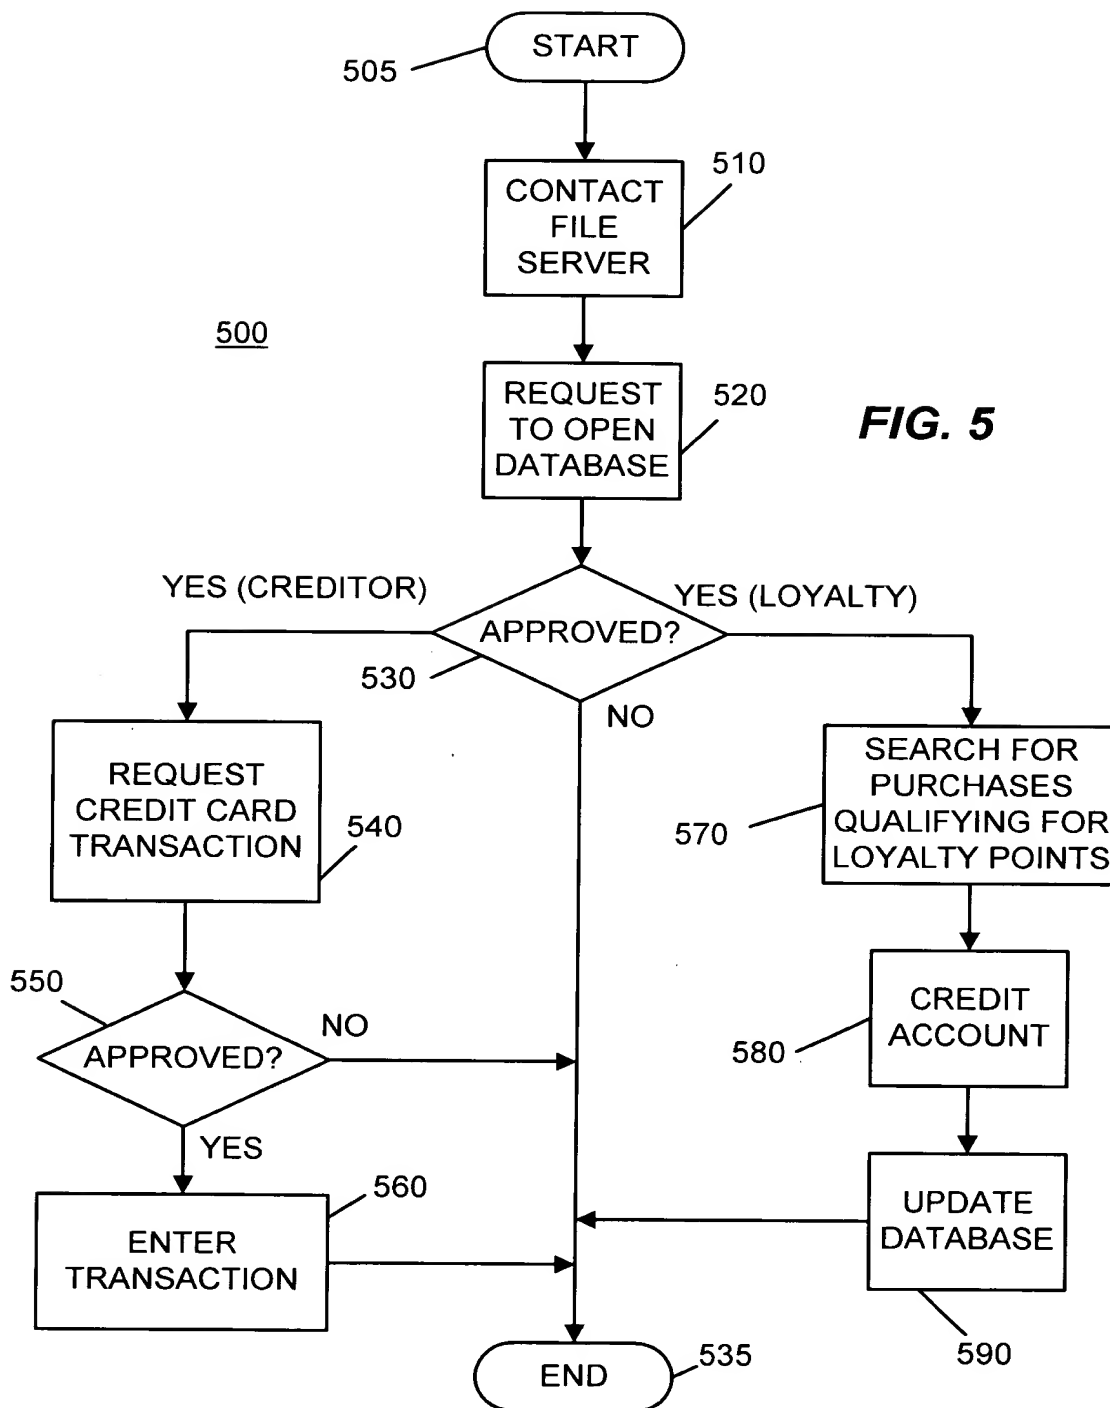 START
505
CONTACT
FILE
SERVER
510
500
REQUEST
TO OPEN
DATABASE
520
FIG. 5
YES (CREDITOR)
YES (LOYALTY)
APPROVED?
530
NO
REQUEST
CREDIT CARD
TRANSACTION
540
SEARCH FOR
PURCHASES
QUALIFYING FOR
LOYALTY POINTS
570
550
APPROVED?
NO
YES
CREDIT
ACCOUNT
580
560
ENTER
TRANSACTION
UPDATE
DATABASE
590
END
535